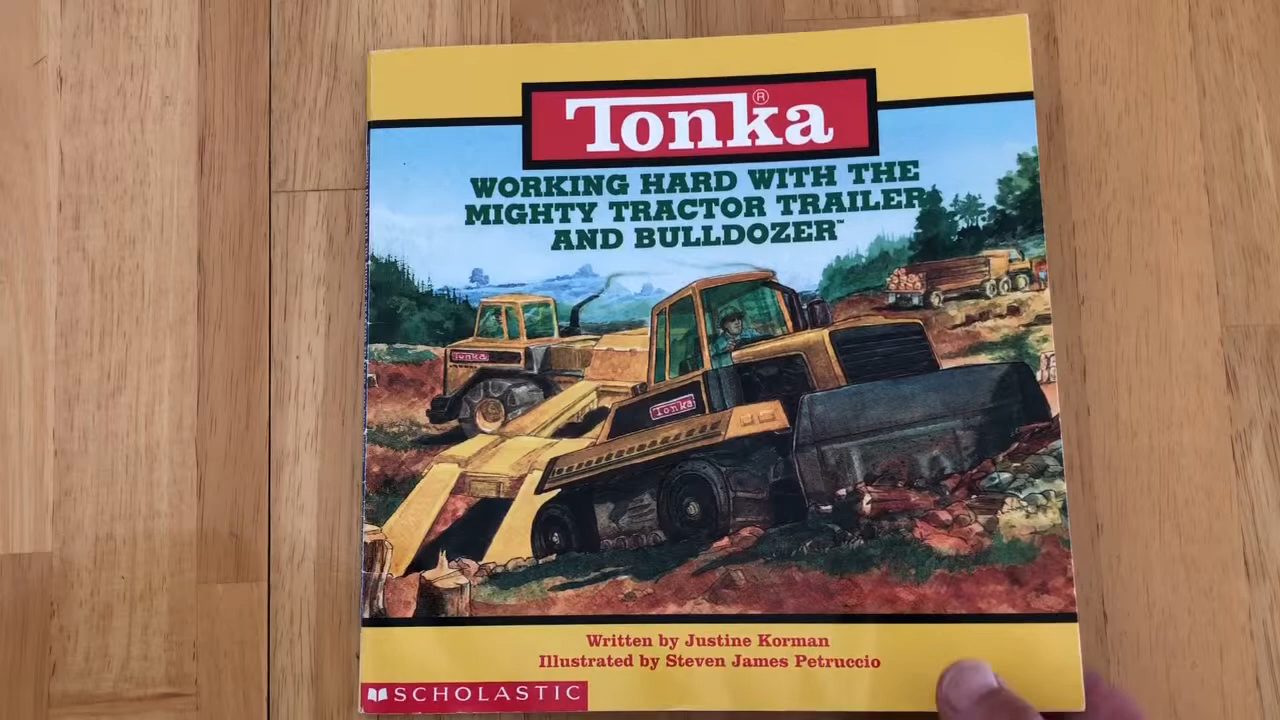 Tonka®
WORKING HARD WITH THE
MIGHTY TRACTOR TRAILER
AND BULLDOZER™
Tonka
Tonka
Written by Justine Korman
Illustrated by Steven James Petruccio
SCHOLASTIC